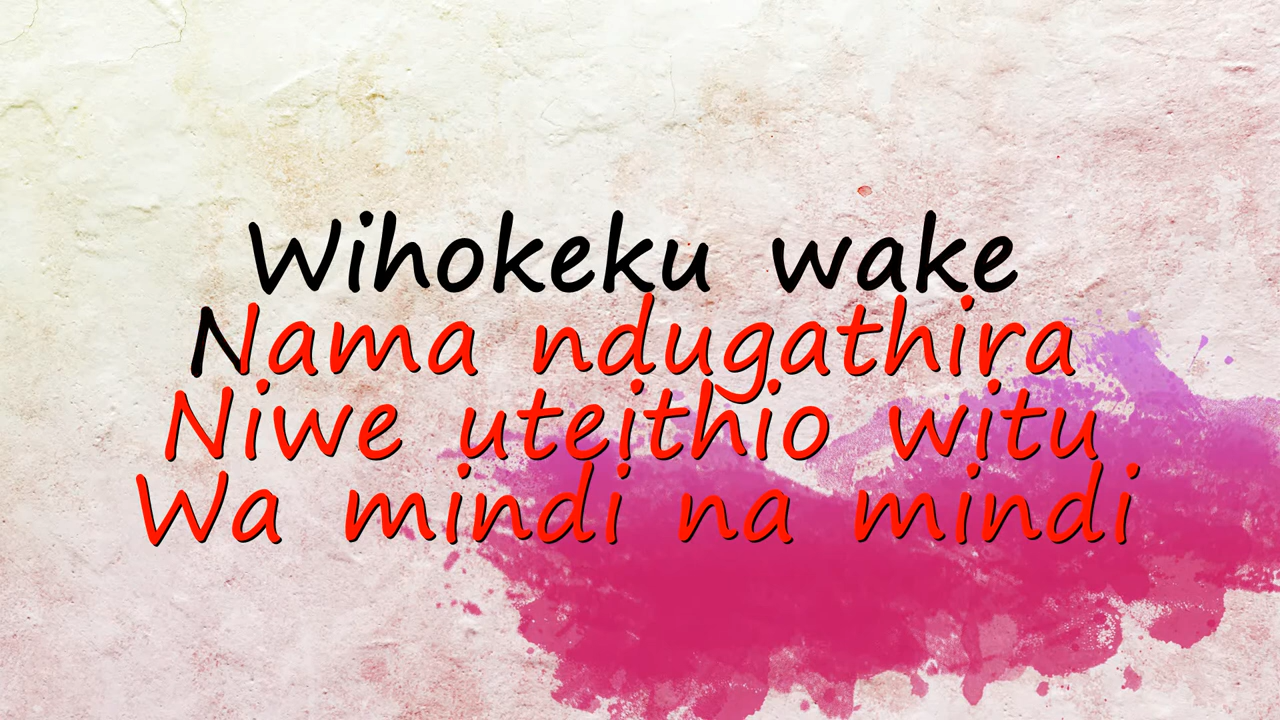 Wihokeku wake
Nama ndugathira
Niwe uteithio witu
Wa mindi na mindi